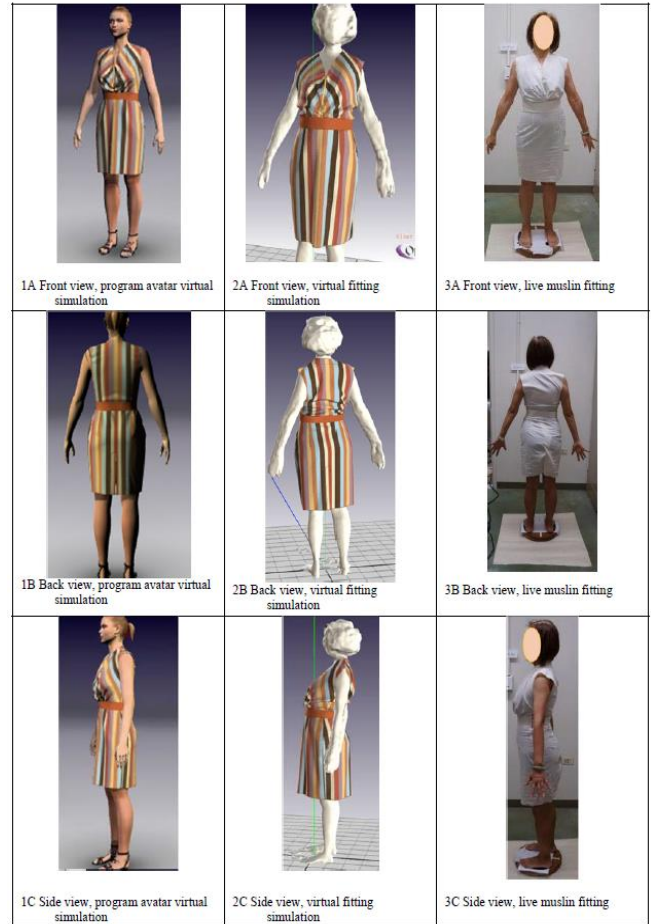 1A Front view, program avatar virtual
simulation
2A Front view, virtual fitting
simulation
3A Front view, live muslin fitting
1B Back view, program avatar virtual
simulation
2B Back view, virtual fitting
simulation
3B Back view, live muslin fitting
1C Side view, program avatar virtual
simulation
2C Side view, virtual fitting
simulation
3C Side view, live muslin fitting